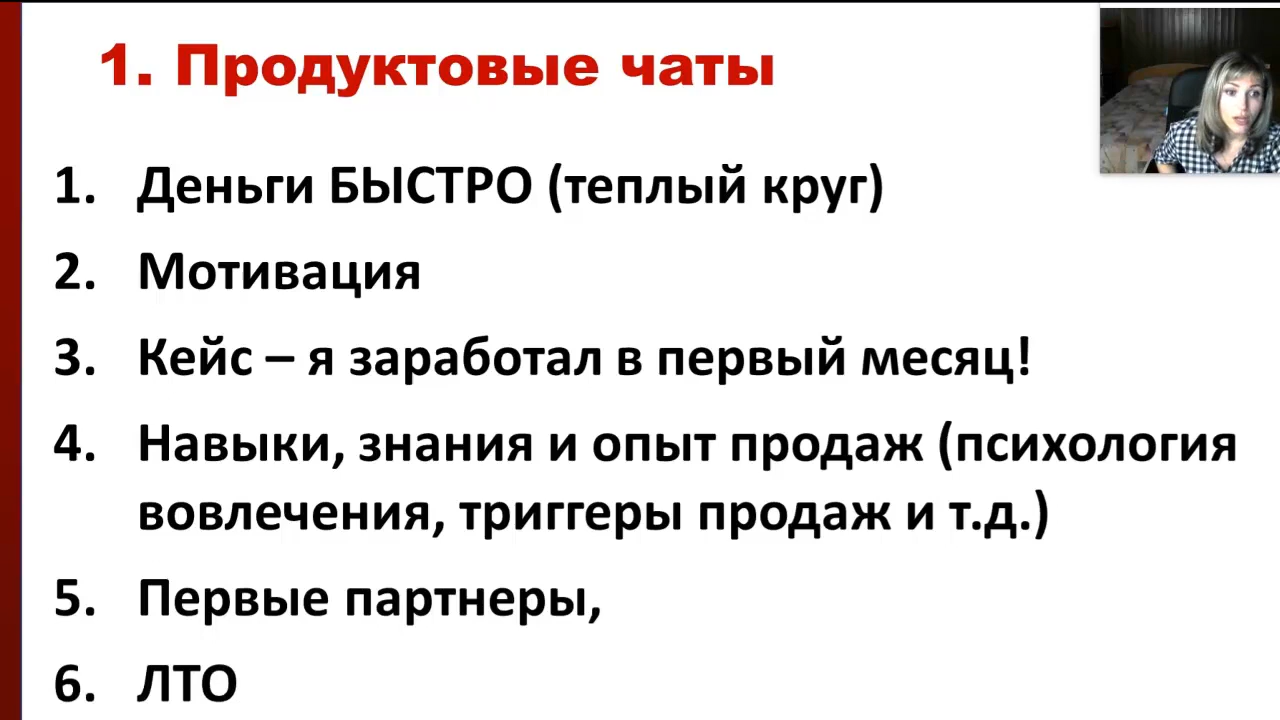 1. Продуктовые чаты
1. Деньги БЫСТРО (теплый круг)
2. Мотивация
3. Кейс – я заработал в первый месяц!
4. Навыки, знания и опыт продаж (психология
вовлечения, триггеры продаж и т.д.)
5. Первые партнеры,
6. ЛТО